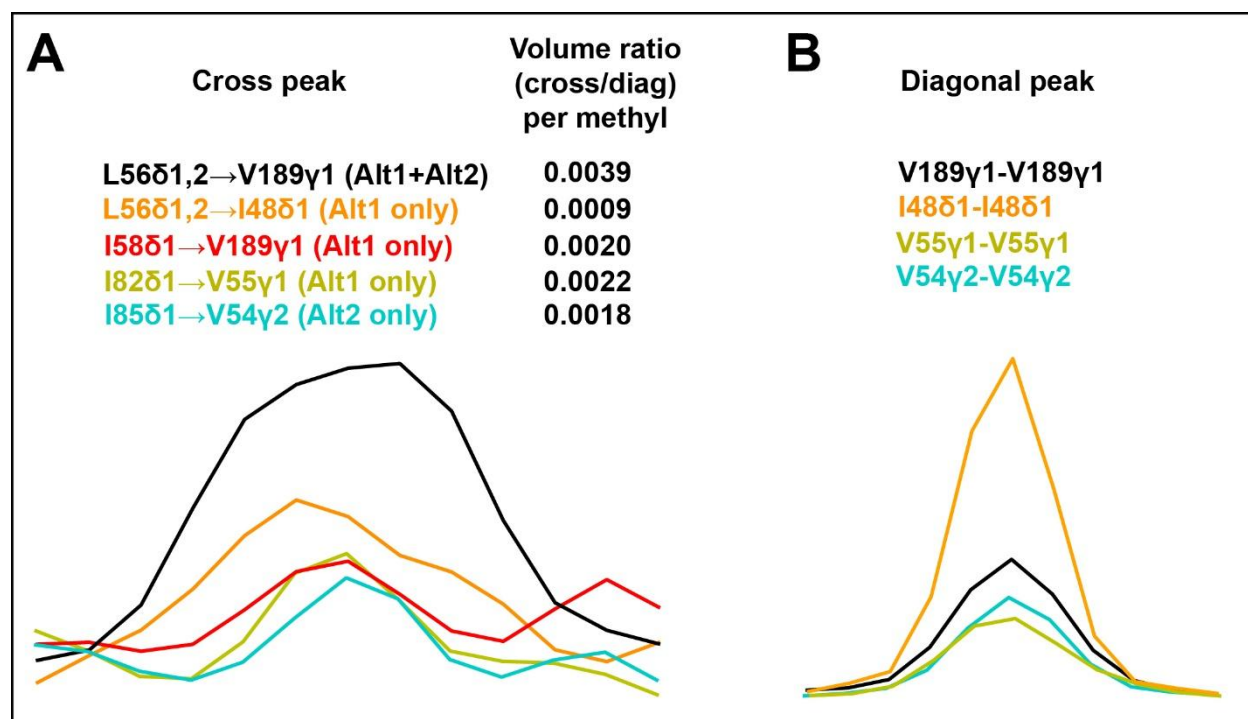 A
Cross peak
Volume ratio
(cross/diag)
per methyl
L56δ1,2→V189γ1 (Alt1+Alt2) 0.0039
L56δ1,2→I48δ1 (Alt1 only) 0.0009
I58δ1→V189γ1 (Alt1 only) 0.0020
I82δ1→V55γ1 (Alt1 only) 0.0022
I85δ1→V54γ2 (Alt2 only) 0.0018
B
Diagonal peak
V189γ1-V189γ1
I48δ1-I48δ1
V55γ1-V55γ1
V54γ2-V54γ2